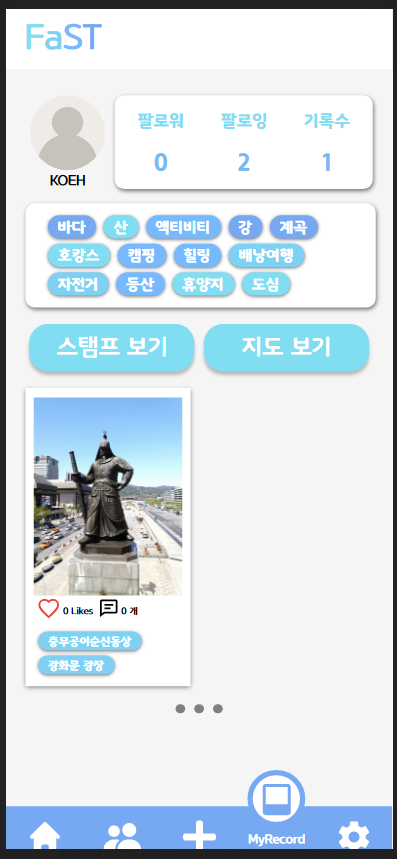 FaST
팔로워 팔로잉 기록수
0 2 1
KOEH
바다 산 액티비티 강 계곡
호캉스 캠핑 힐링 배낭여행
자전거 등산 휴양지 도심
스탬프 보기 지도 보기
0 Likes 0 개
충무공이순신동상
광화문 광장
MyRecord